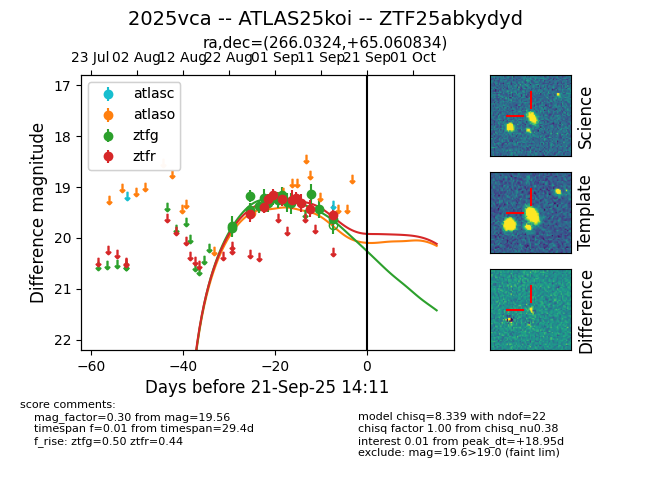 2025vca -- ATLAS25koi -- ZTF25abkydyd
ra,dec=(266.0324,+65.060834)
23 Jul 02 Aug 12 Aug 22 Aug 01 Sep 11 Sep 21 Sep 01 Oct
17
18
19
20
21
22
Difference magnitude
atlasc
atlaso
ztfg
ztfr
−60 −40 −20 0
Days before 21-Sep-25 14:11
Science
Template
Difference
score comments:
mag_factor=0.30 from mag=19.56
timespan f=0.01 from timespan=29.4d
f_rise: ztfg=0.50 ztfr=0.44
model chisq=8.339 with ndof=22
chisq factor 1.00 from chisq_nu0.38
interest 0.01 from peak_dt=+18.95d
exclude: mag=19.6>19.0 (faint lim)